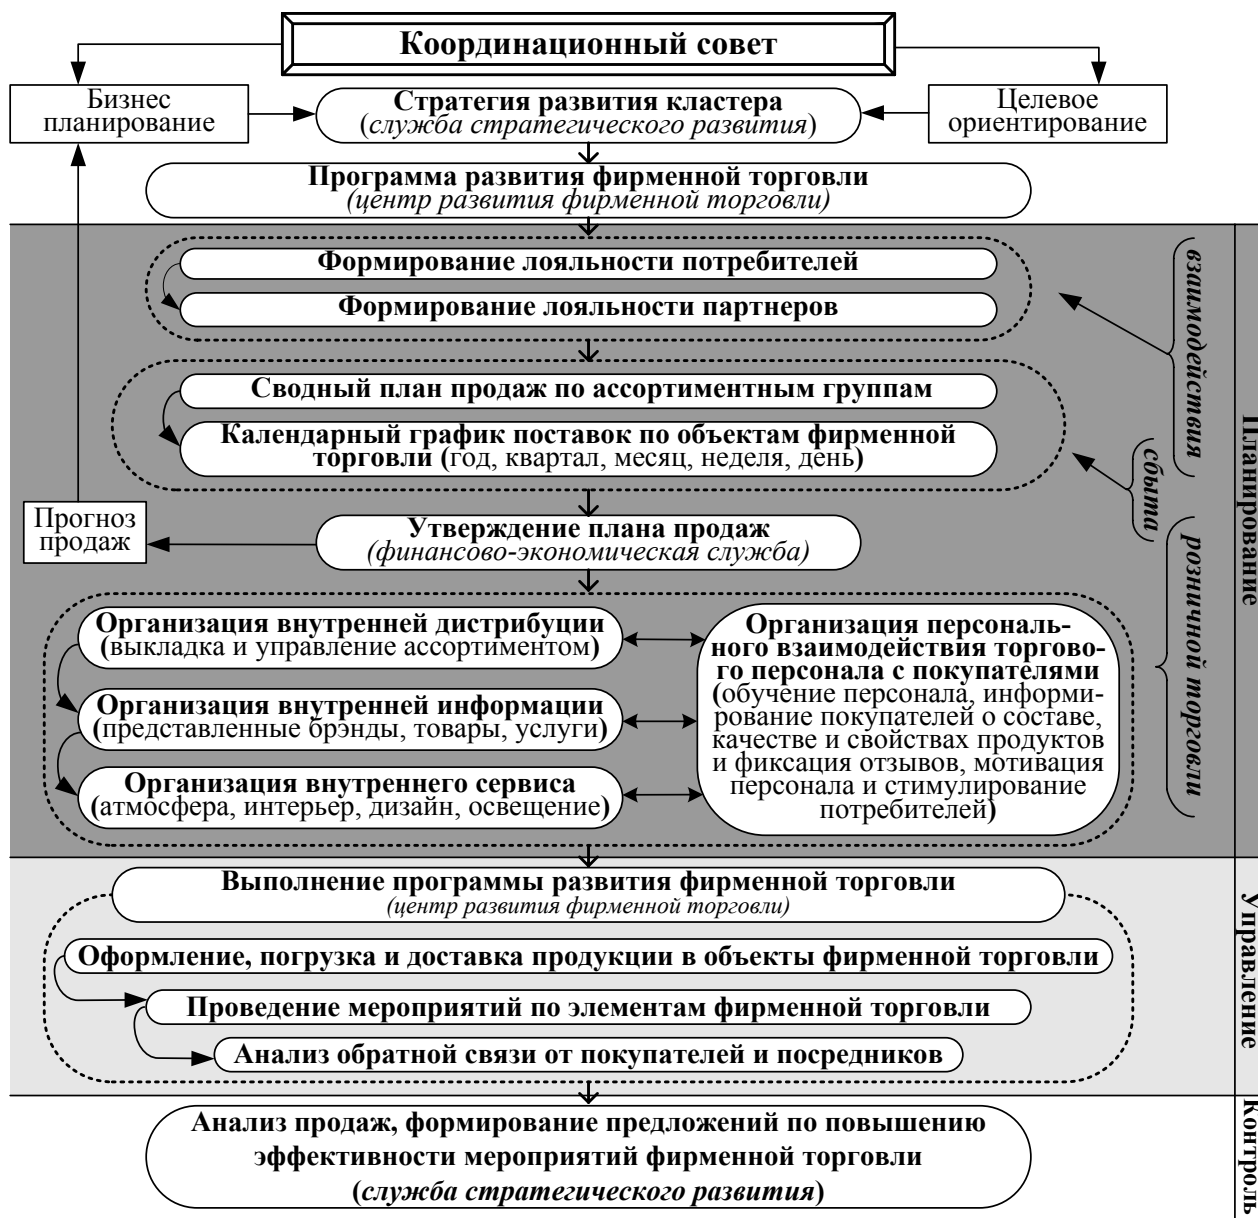 Координационный совет
Бизнес
планирование
Стратегия развития кластера
(служба стратегического развития)
Целевое
ориентирование
Программа развития фирменной торговли
(центр развития фирменной торговли)
Формирование лояльности потребителей
Формирование лояльности партнеров
взаимодействия
Сводный план продаж по ассортиментным группам
Календарный график поставок по объектам фирменной
торговли (год, квартал, месяц, неделя, день)
сбыта
Планирование
Прогноз
продаж
Утверждение плана продаж
(финансово-экономическая служба)
Организация внутренней дистрибуции
(выкладка и управление ассортиментом)
Организация внутренней информации
(представленные брэнды, товары, услуги)
Организация внутреннего сервиса
(атмосфера, интерьер, дизайн, освещение)
Организация персональ-
ного взаимодействия торгово-
го персонала с покупателями
(обучение персонала, информи-
рование покупателей о составе,
качестве и свойствах продуктов
и фиксация отзывов, мотивация
персонала и стимулирование
потребителей)
розничной торговли
Выполнение программы развития фирменной торговли
(центр развития фирменной торговли)
Оформление, погрузка и доставка продукции в объекты фирменной торговли
Проведение мероприятий по элементам фирменной торговли
Анализ обратной связи от покупателей и посредников
Управление
Анализ продаж, формирование предложений по повышению
эффективности мероприятий фирменной торговли
(служба стратегического развития)
Контроль